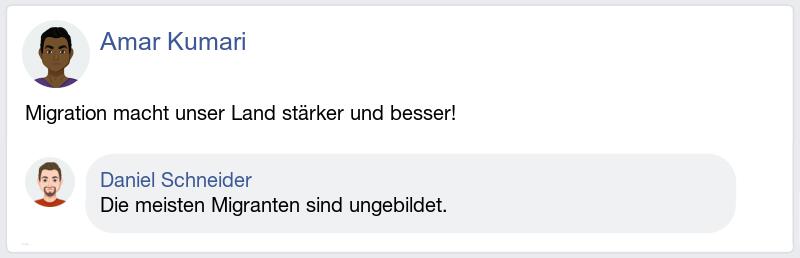 Amar Kumari
Migration macht unser Land stärker und besser!
Daniel Schneider
Die meisten Migranten sind ungebildet.